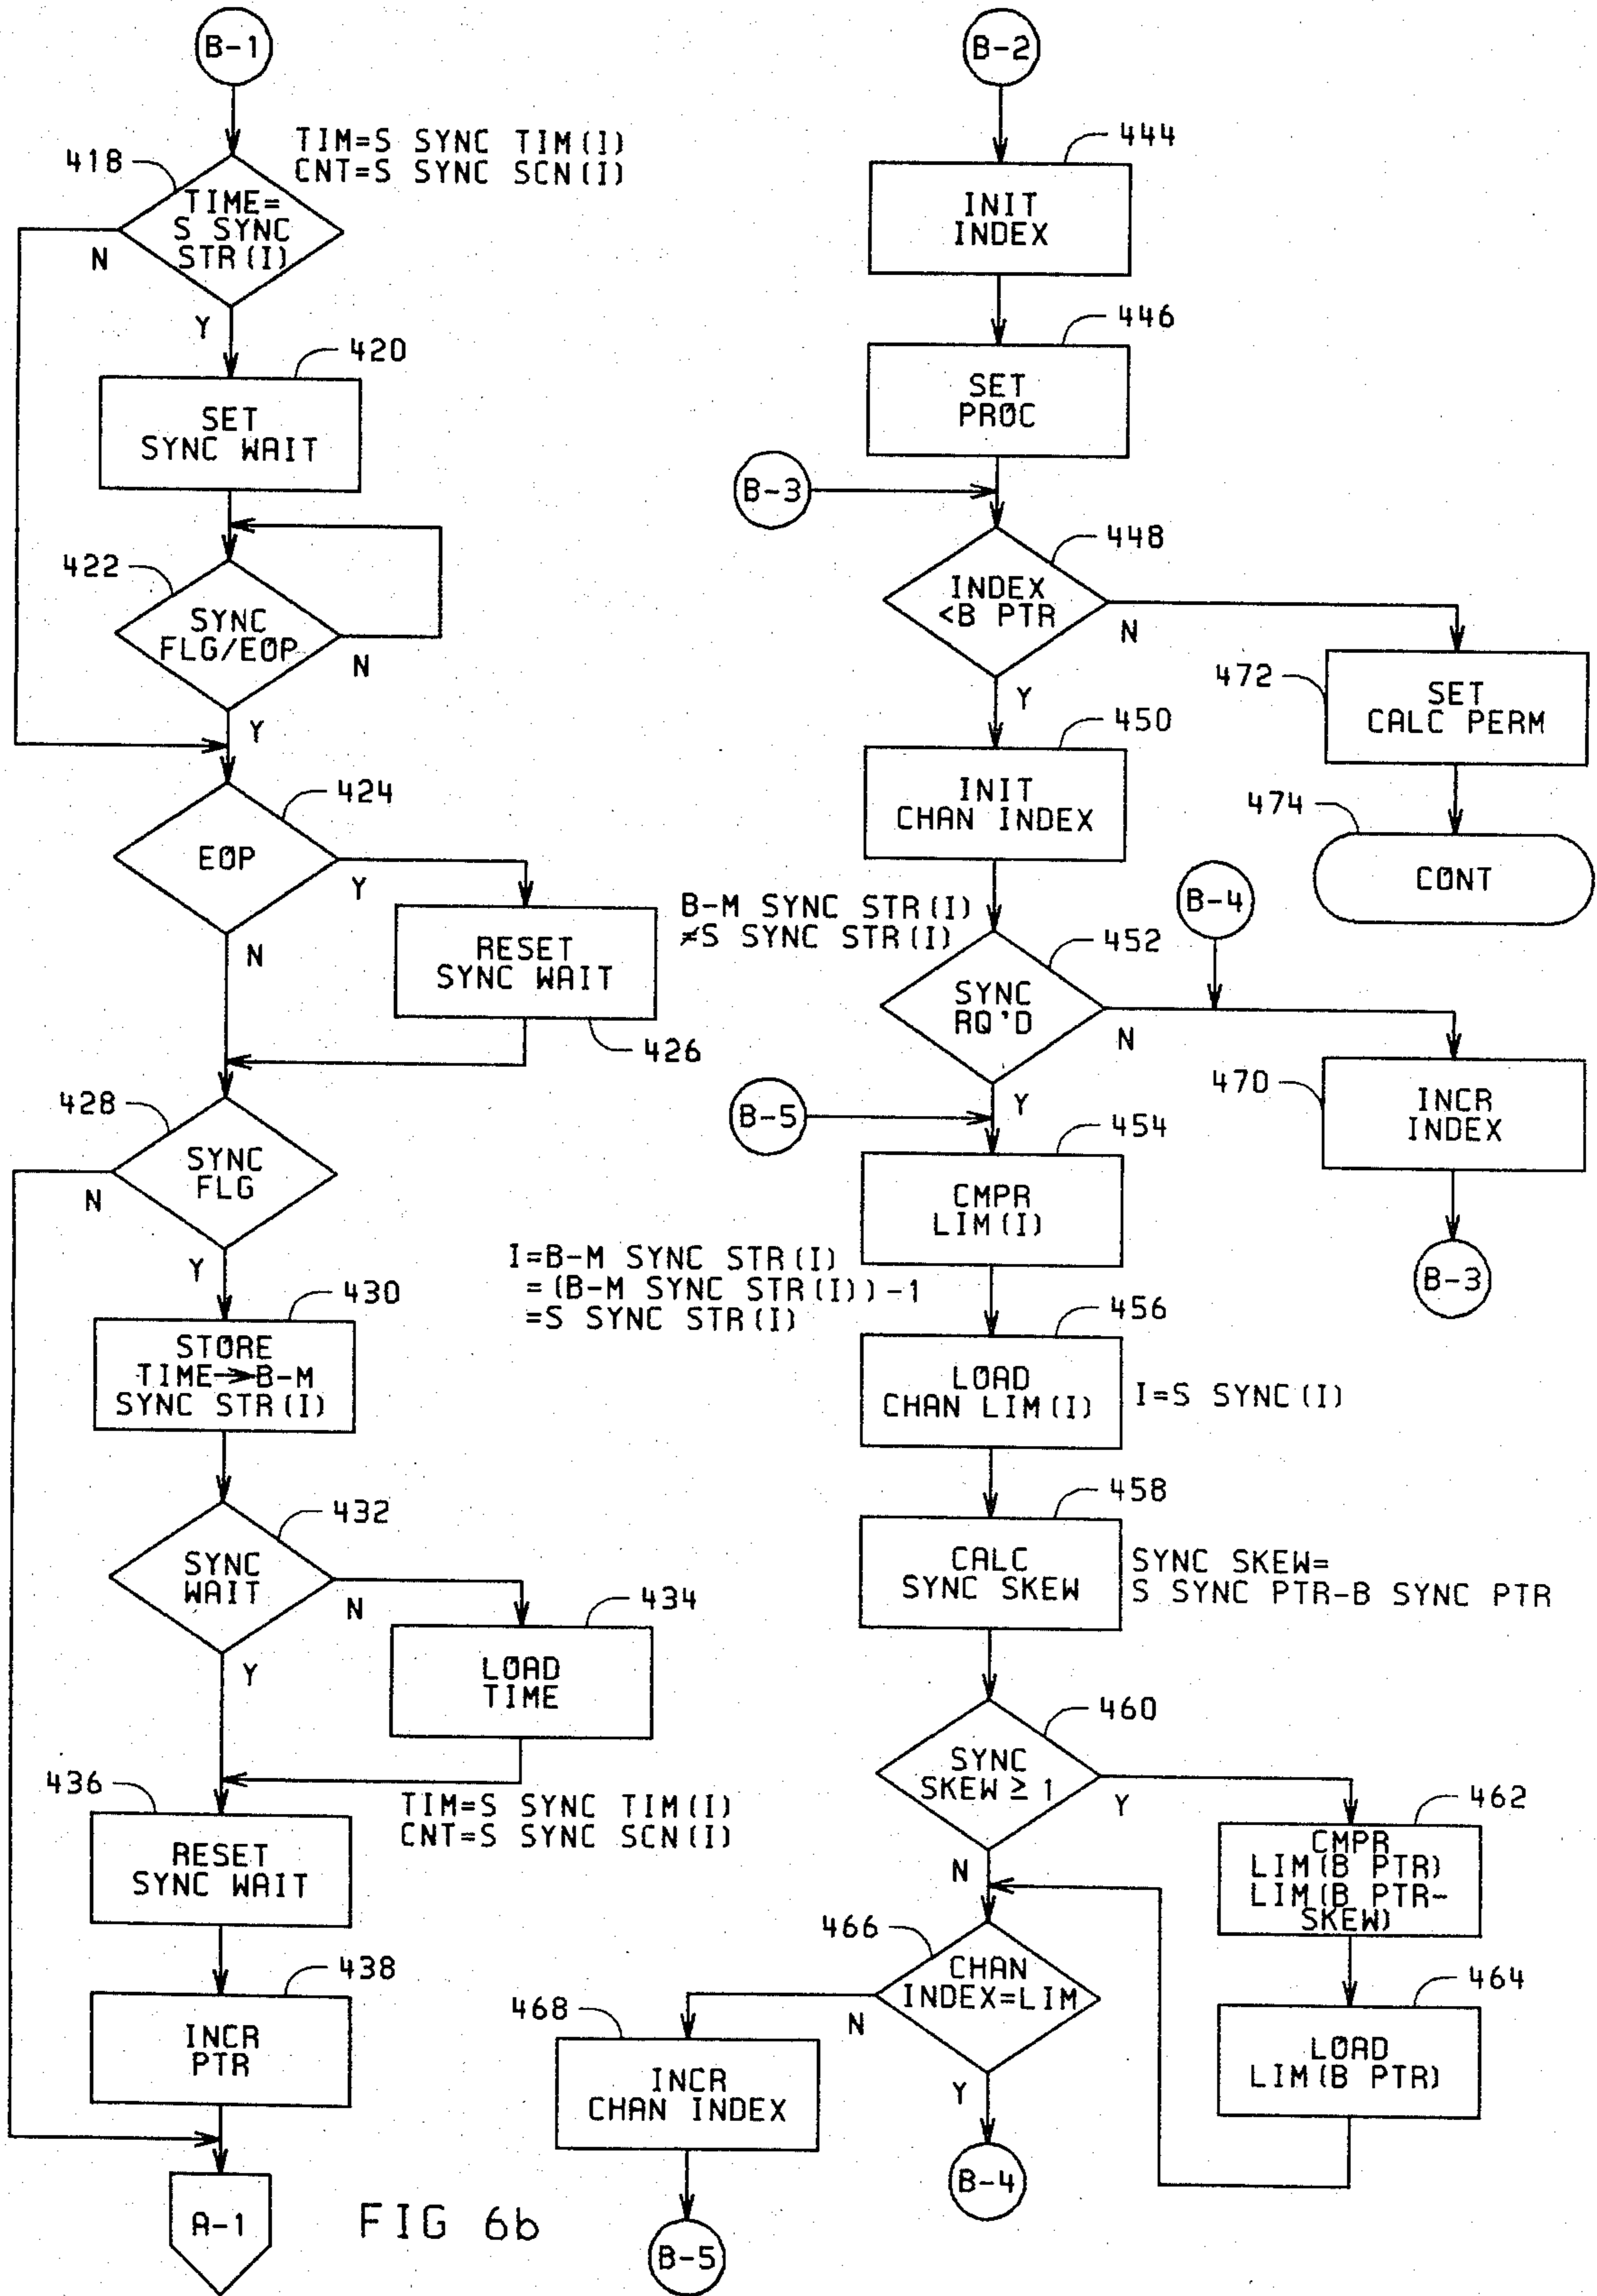 B-1
TIM=S SYNC TIM(I)
CNT=S SYNC SCN(I)
418
TIME=
S SYNC
STR(I)
N
Y
420
SET
SYNC WAIT
422
SYNC
FLG/EOP
N
Y
424
EOP
Y
N
RESET
SYNC WAIT
426
428
SYNC
FLG
N
Y
430
STORE
TIME→B-M
SYNC STR(I)
432
SYNC
WAIT
N
Y
434
LOAD
TIME
TIM=S SYNC TIM(I)
CNT=S SYNC SCN(I)
436
RESET
SYNC WAIT
438
INCR
PTR
A-1
FIG 6b
B-2
444
INIT
INDEX
446
SET
PROC
B-3
448
INDEX
<B PTR
N
Y
472
SET
CALC PERM
474
CONT
450
INIT
CHAN INDEX
B-M SYNC STR(I)
≠S SYNC STR(I)
B-4
452
SYNC
RQ'D
N
Y
470
INCR
INDEX
B-3
B-5
454
CMPR
LIM(I)
I=B-M SYNC STR(I)
=(B-M SYNC STR(I))-1
=S SYNC STR(I)
456
LOAD
CHAN LIM(I)
I=S SYNC(I)
458
CALC
SYNC SKEW
SYNC SKEW=
S SYNC PTR-B SYNC PTR
460
SYNC
SKEW ≥ 1
Y
N
462
CMPR
LIM(B PTR)
LIM(B PTR-
SKEW)
464
LOAD
LIM(B PTR)
466
CHAN
INDEX=LIM
N
Y
468
INCR
CHAN INDEX
B-4
B-5